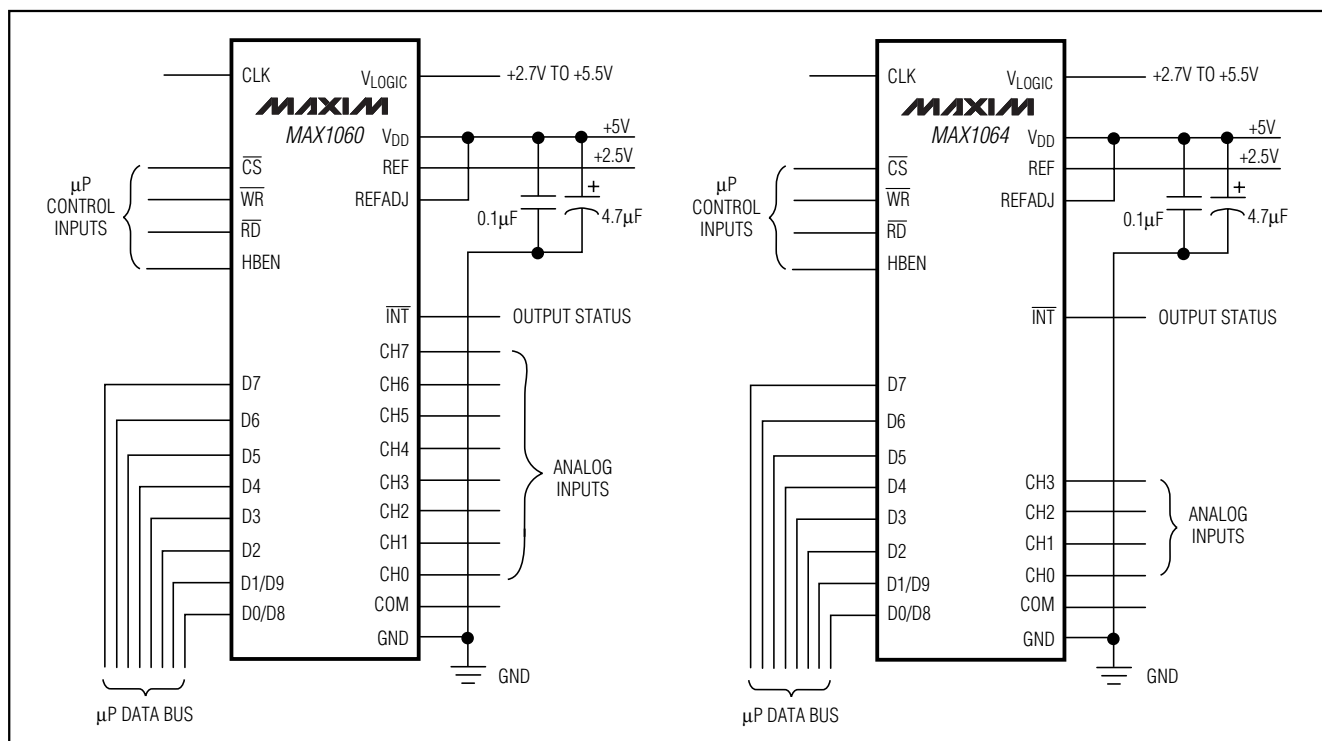 CLK
VLOGIC
+2.7V TO +5.5V
MAXIM
MAX1060
VDD
+5V
CS
REF
+2.5V
µP
CONTROL
INPUTS
WR
REFADJ
+
0.1µF
4.7µF
RD
HBEN
INT
OUTPUT STATUS
CH7
D7
CH6
D6
CH5
D5
CH4
ANALOG
INPUTS
D4
CH3
D3
CH2
D2
CH1
D1/D9
CH0
D0/D8
COM
GND
GND
µP DATA BUS
CLK
VLOGIC
+2.7V TO +5.5V
MAXIM
MAX1064
VDD
+5V
CS
REF
+2.5V
µP
CONTROL
INPUTS
WR
REFADJ
+
0.1µF
4.7µF
RD
HBEN
INT
OUTPUT STATUS
D7
D6
D5
D4
CH3
D3
CH2
ANALOG
INPUTS
D2
CH1
D1/D9
CH0
D0/D8
COM
GND
GND
µP DATA BUS